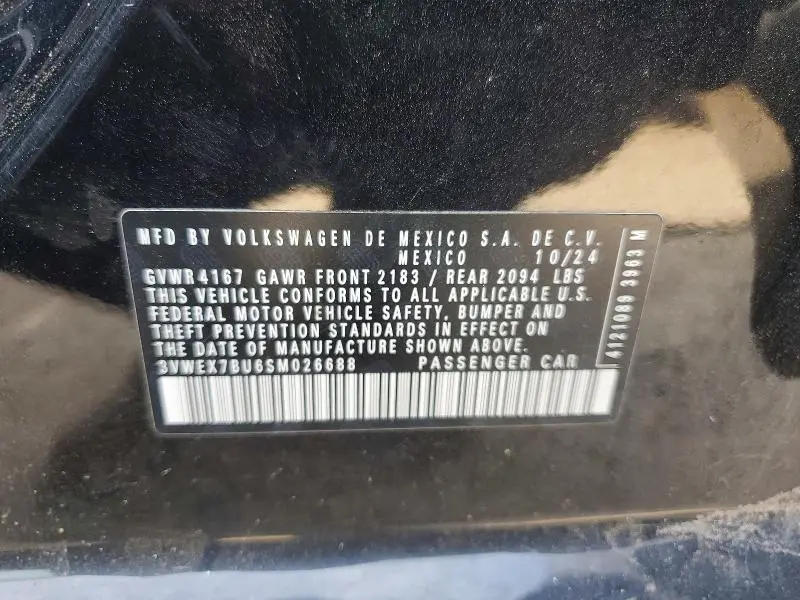 MFD BY VOLKSWAGEN DE MEXICO S.A. DE C.V.
MEXICO 10/24
GVWR 4167 GAWR FRONT 2183 / REAR 2094 LBS
THIS VEHICLE CONFORMS TO ALL APPLICABLE U.S.
FEDERAL MOTOR VEHICLE SAFETY, BUMPER AND
THEFT PREVENTION STANDARDS IN EFFECT ON
THE DATE OF MANUFACTURE SHOWN ABOVE.
3VWEX7BU6SM026688 PASSENGER CAR
4121089 3963 M